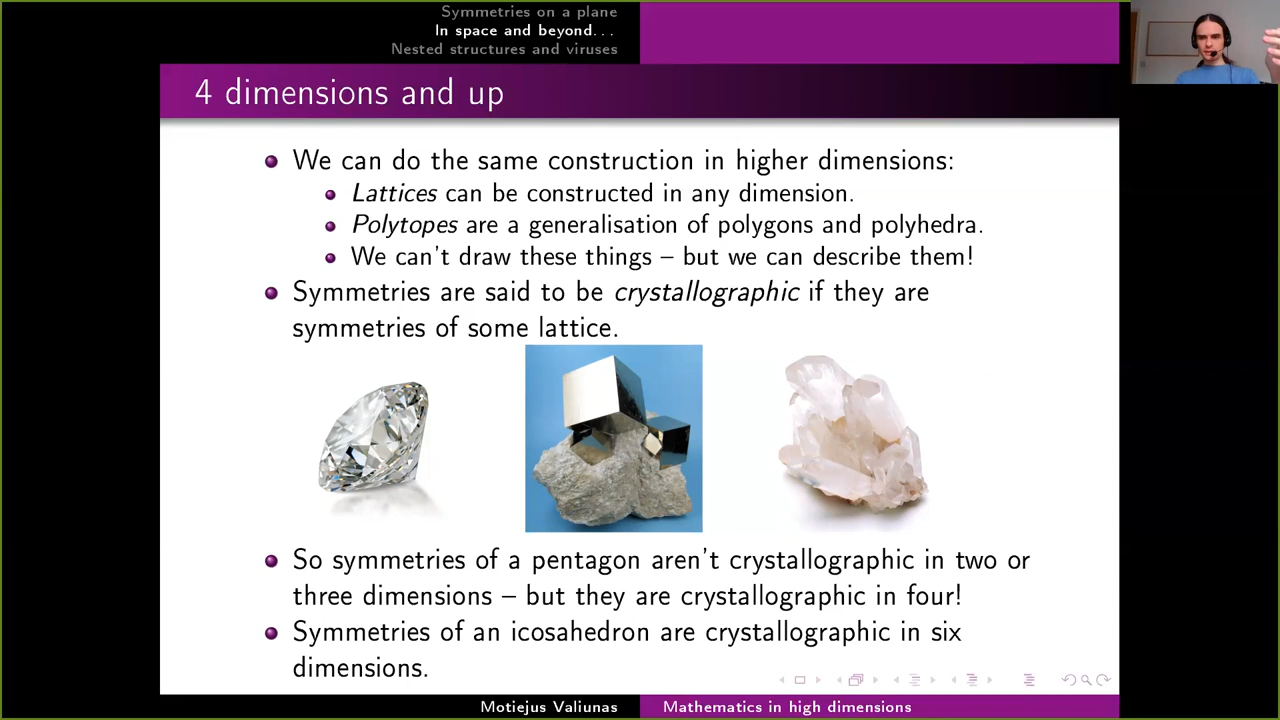 Symmetries on a plane
In space and beyond...
Nested structures and viruses
4 dimensions and up
We can do the same construction in higher dimensions:
Lattices can be constructed in any dimension.
Polytopes are a generalisation of polygons and polyhedra.
We can't draw these things – but we can describe them!
Symmetries are said to be crystallographic if they are
symmetries of some lattice.
So symmetries of a pentagon aren't crystallographic in two or
three dimensions – but they are crystallographic in four!
Symmetries of an icosahedron are crystallographic in six
dimensions.
Motiejus Valiunas
Mathematics in high dimensions